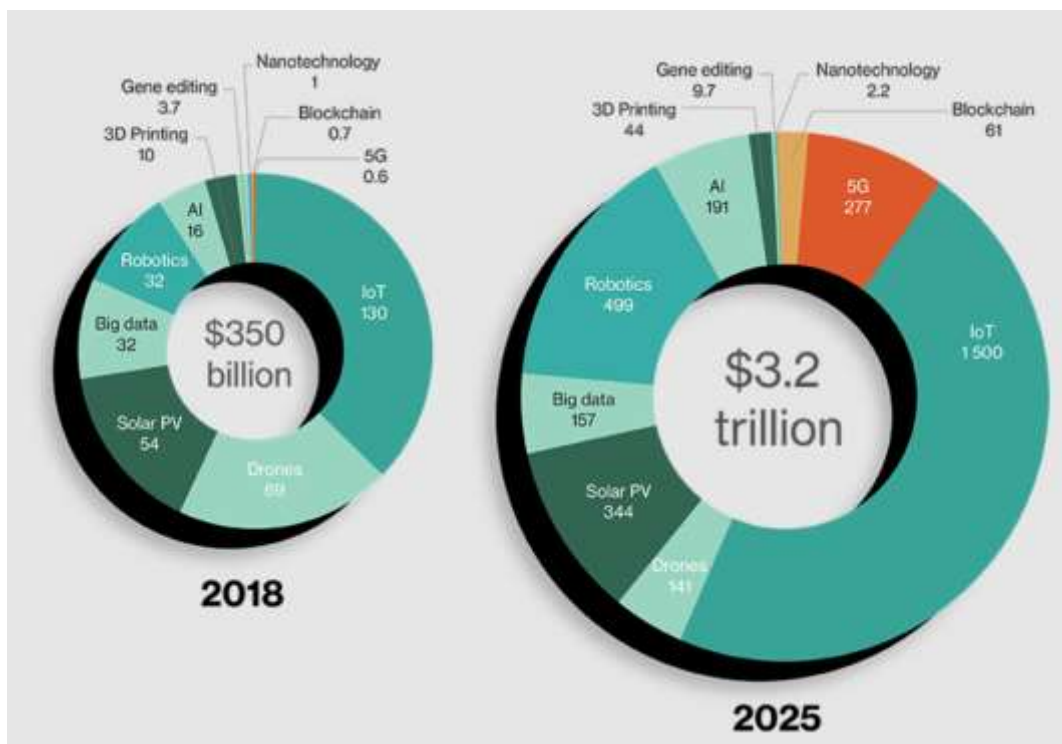 Nanotechnology
1
Gene editing
3.7
Blockchain
0.7
3D Printing
10
5G
0.6
AI
16
Robotics
32
IoT
130
Big data
32
$350
billion
Solar PV
54
Drones
69
2018
Gene editing
9.7
Nanotechnology
2.2
3D Printing
44
Blockchain
61
AI
191
5G
277
Robotics
499
IoT
1 500
Big data
157
$3.2
trillion
Solar PV
344
Drones
141
2025